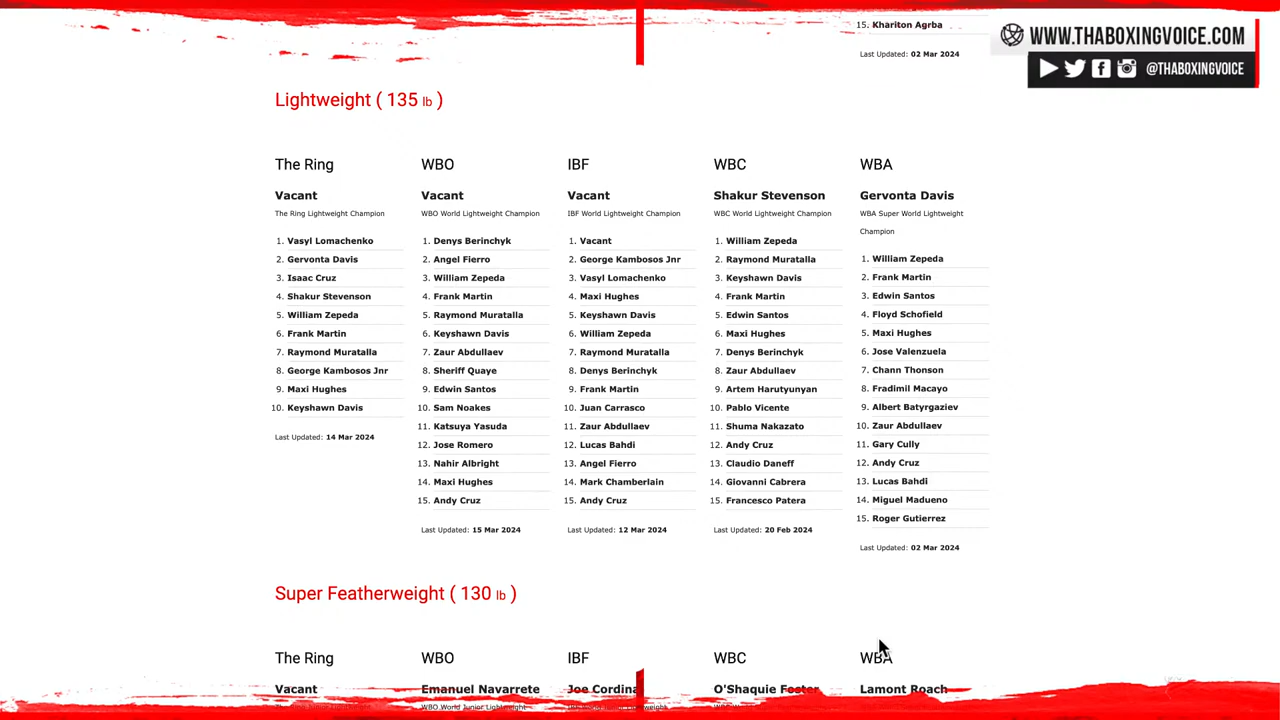 15. Khariton Agrba
Last Updated: 02 Mar 2024
WWW.THABOXINGVOICE.COM
@THABOXINGVOICE
Lightweight ( 135 lb )
The Ring
Vacant
The Ring Lightweight Champion
1. Vasyl Lomachenko
2. Gervonta Davis
3. Isaac Cruz
4. Shakur Stevenson
5. William Zepeda
6. Frank Martin
7. Raymond Muratalla
8. George Kambosos Jnr
9. Maxi Hughes
10. Keyshawn Davis
Last Updated: 14 Mar 2024
WBO
Vacant
WBO World Lightweight Champion
1. Denys Berinchyk
2. Angel Fierro
3. William Zepeda
4. Frank Martin
5. Raymond Muratalla
6. Keyshawn Davis
7. Zaur Abdullaev
8. Sheriff Quaye
9. Edwin Santos
10. Sam Noakes
11. Katsuya Yasuda
12. Jose Romero
13. Nahir Albright
14. Maxi Hughes
15. Andy Cruz
Last Updated: 15 Mar 2024
IBF
Vacant
IBF World Lightweight Champion
1. Vacant
2. George Kambosos Jnr
3. Vasyl Lomachenko
4. Maxi Hughes
5. Keyshawn Davis
6. William Zepeda
7. Raymond Muratalla
8. Denys Berinchyk
9. Frank Martin
10. Juan Carrasco
11. Zaur Abdullaev
12. Lucas Bahdi
13. Angel Fierro
14. Mark Chamberlain
15. Andy Cruz
Last Updated: 12 Mar 2024
WBC
Shakur Stevenson
WBC World Lightweight Champion
1. William Zepeda
2. Raymond Muratalla
3. Keyshawn Davis
4. Frank Martin
5. Edwin Santos
6. Maxi Hughes
7. Denys Berinchyk
8. Zaur Abdullaev
9. Artem Harutyunyan
10. Pablo Vicente
11. Shuma Nakazato
12. Andy Cruz
13. Claudio Daneff
14. Giovanni Cabrera
15. Francesco Patera
Last Updated: 20 Feb 2024
WBA
Gervonta Davis
WBA Super World Lightweight
Champion
1. William Zepeda
2. Frank Martin
3. Edwin Santos
4. Floyd Schofield
5. Maxi Hughes
6. Jose Valenzuela
7. Chann Thonson
8. Fradimil Macayo
9. Albert Batyrgaziev
10. Zaur Abdullaev
11. Gary Cully
12. Andy Cruz
13. Lucas Bahdi
14. Miguel Madueno
15. Roger Gutierrez
Last Updated: 02 Mar 2024
Super Featherweight ( 130 lb )
The Ring
Vacant
WBO
Emanuel Navarrete
WBO World Junior Lightweight
IBF
Joe Cordina
WBC
O'Shaquie Foster
WBA
Lamont Roach